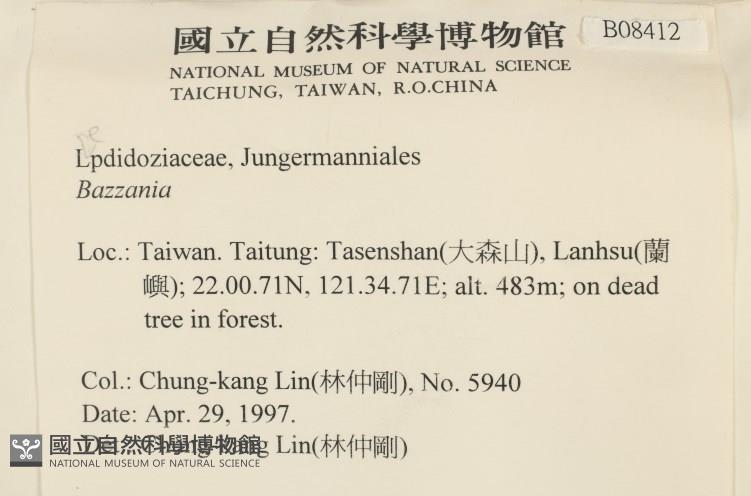 國立自然科學博物館
B08412
NATIONAL MUSEUM OF NATURAL SCIENCE
TAICHUNG, TAIWAN, R.O.CHINA
e
Lpdidoziaceae, Jungermanniales
Bazzania
Loc.: Taiwan. Taitung: Tasenshan(大森山), Lanhsu(蘭
嶼); 22.00.71N, 121.34.71E; alt. 483m; on dead
tree in forest.
Col.: Chung-kang Lin(林仲剛), No. 5940
Date: Apr. 29, 1997.
Det.: Chung-kang Lin(林仲剛)
國立自然科學博物館
NATIONAL MUSEUM OF NATURAL SCIENCE